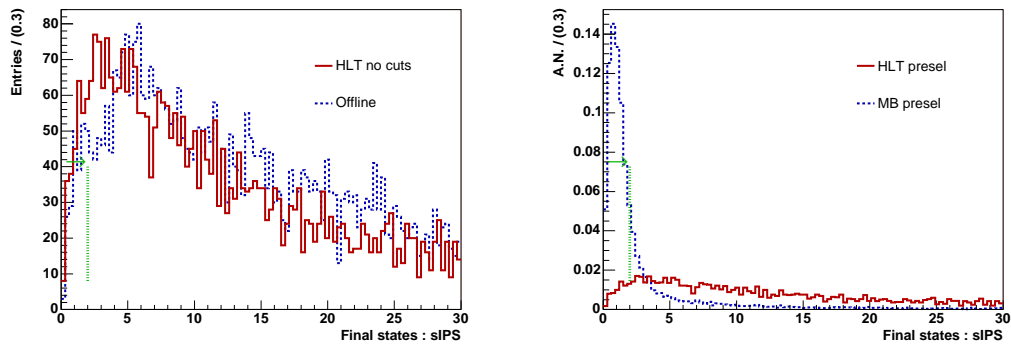 Entries / (0.3)
80
70
60
50
40
30
20
10
0
HLT no cuts
Offline
0 5 10 15 20 25 30
Final states : sIPS
A.N. / (0.3)
0.14
0.12
0.1
0.08
0.06
0.04
0.02
0
HLT presel
MB presel
0 5 10 15 20 25 30
Final states : sIPS